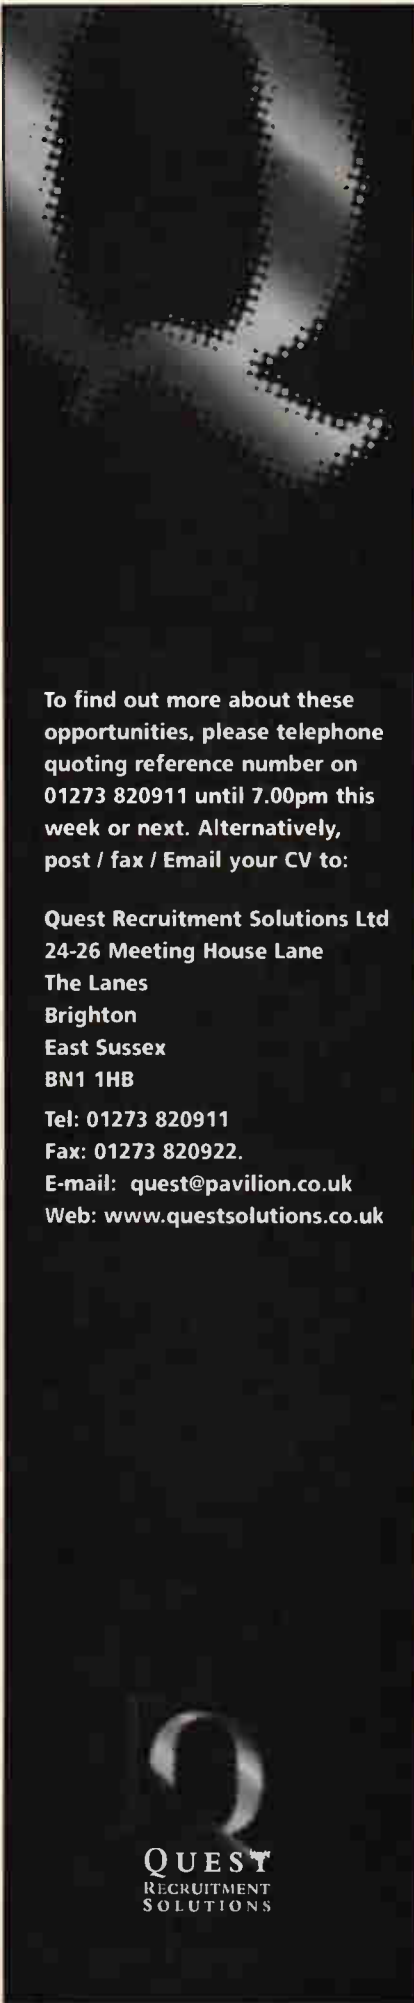 To find out more about these
opportunities, please telephone
quoting reference number on
01273 820911 until 7.00pm this
week or next. Alternatively,
post / fax / Email your CV to:
Quest Recruitment Solutions Ltd
24-26 Meeting House Lane
The Lanes
Brighton
East Sussex
BN1 1HB
Tel: 01273 820911
Fax: 01273 820922.
E-mail: quest@pavilion.co.uk
Web: www.questsolutions.co.uk
Q
QUEST
RECRUITMENT
SOLUTIONS